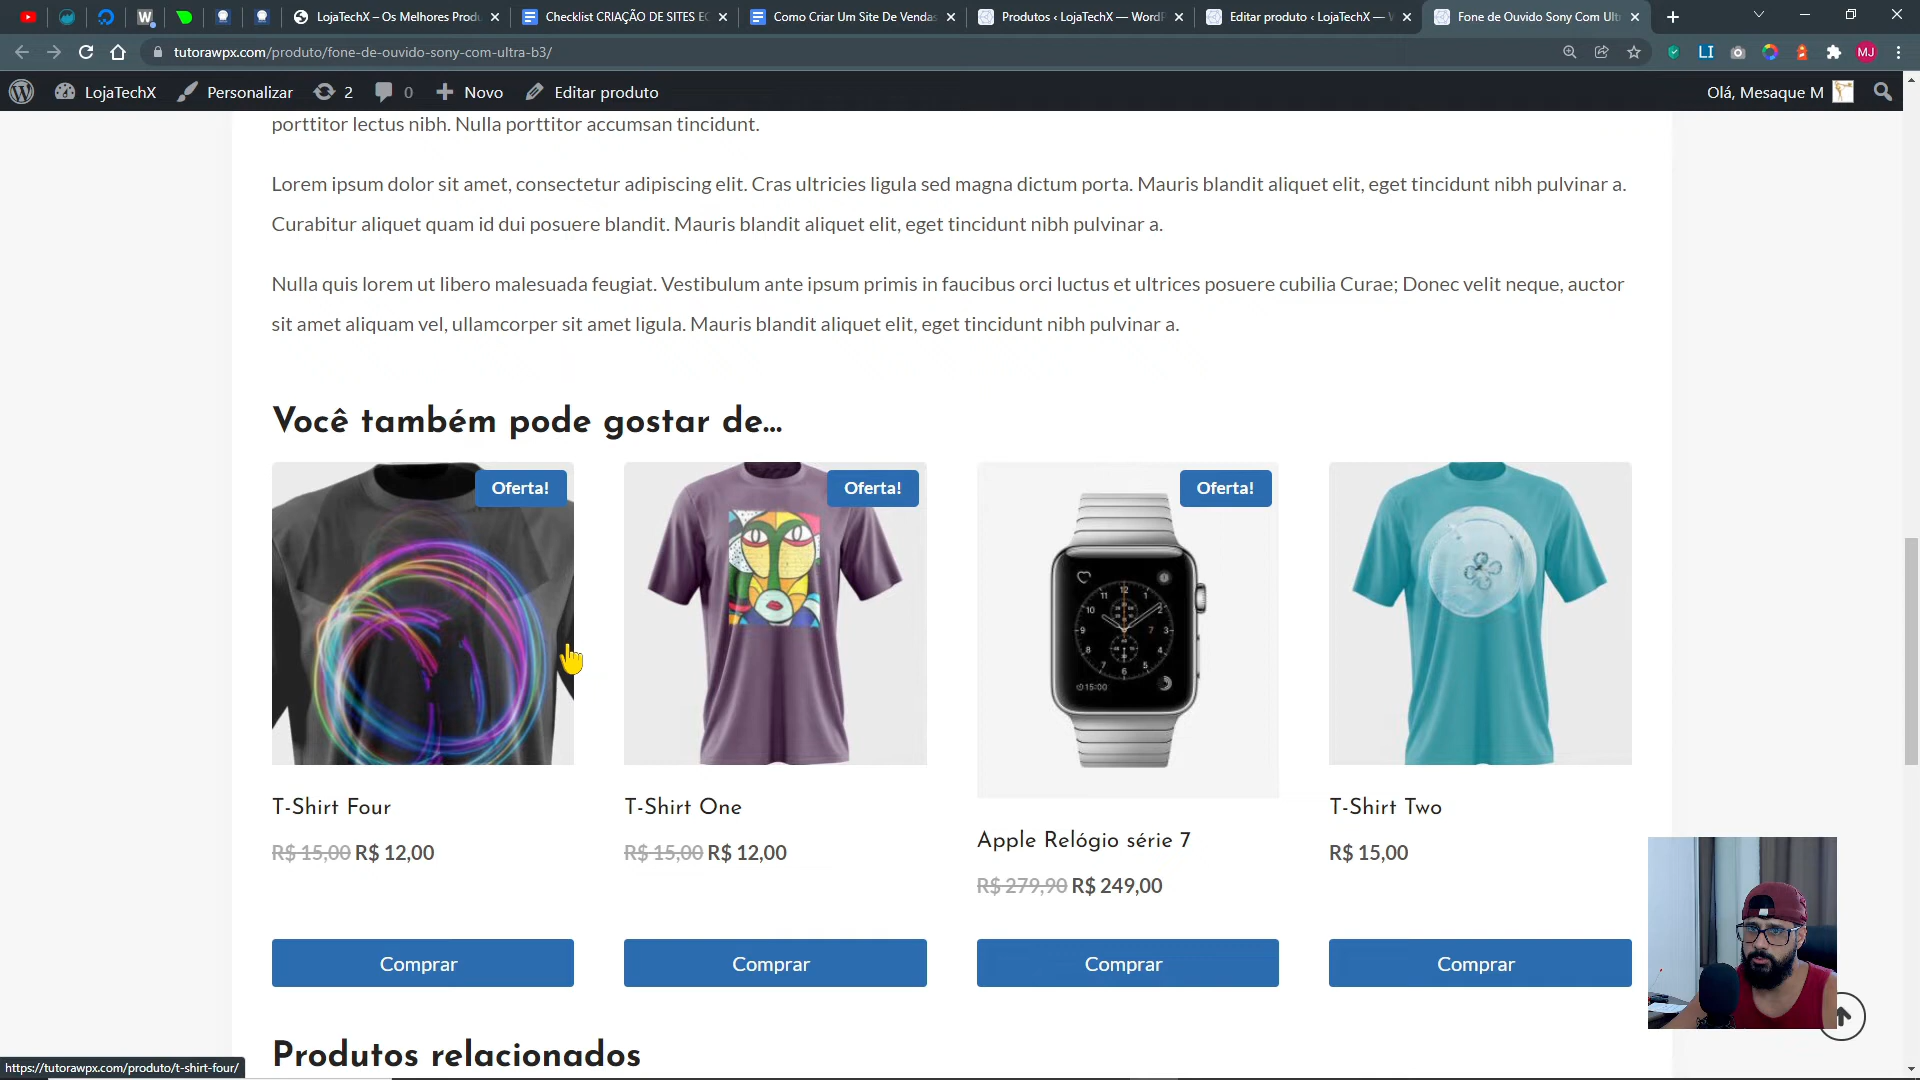 LojaTechX – Os Melhores Produ
Checklist CRIAÇÃO DE SITES EC
Como Criar Um Site De Vendas
Produtos ‹ LojaTechX — WordP
Editar produto ‹ LojaTechX — W
Fone de Ouvido Sony Com Ultr
tutorawpx.com/produto/fone-de-ouvido-sony-com-ultra-b3/
LI
MJ
LojaTechX
Personalizar
2
0
Novo
Editar produto
Olá, Mesaque M
porttitor lectus nibh. Nulla porttitor accumsan tincidunt.
Lorem ipsum dolor sit amet, consectetur adipiscing elit. Cras ultricies ligula sed magna dictum porta. Mauris blandit aliquet elit, eget tincidunt nibh pulvinar a.
Curabitur aliquet quam id dui posuere blandit. Mauris blandit aliquet elit, eget tincidunt nibh pulvinar a.
Nulla quis lorem ut libero malesuada feugiat. Vestibulum ante ipsum primis in faucibus orci luctus et ultrices posuere cubilia Curae; Donec velit neque, auctor
sit amet aliquam vel, ullamcorper sit amet ligula. Mauris blandit aliquet elit, eget tincidunt nibh pulvinar a.
Você também pode gostar de...
Oferta!
Oferta!
Oferta!
T-Shirt Four
R$ 15,00 R$ 12,00
Comprar
T-Shirt One
R$ 15,00 R$ 12,00
Comprar
Apple Relógio série 7
R$ 279,90 R$ 249,00
Comprar
T-Shirt Two
R$ 15,00
Comprar
Produtos relacionados
https://tutorawpx.com/produto/t-shirt-four/